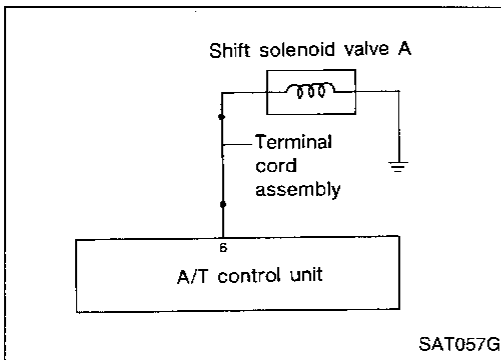 Shift solenoid valve A
Terminal
cord
assembly
6
A/T control unit
SAT057G